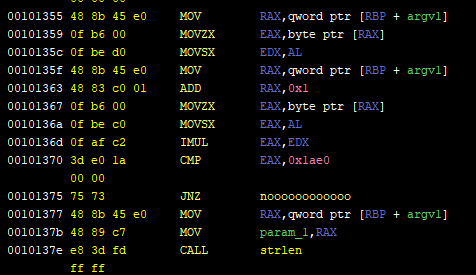 00101355 48 8b 45 e0 MOV RAX,qword ptr [RBP + argv1]
00101359 0f b6 00 MOVZX EAX,byte ptr [RAX]
0010135c 0f be d0 MOVSX EDX,AL
0010135f 48 8b 45 e0 MOV RAX,qword ptr [RBP + argv1]
00101363 48 83 c0 01 ADD RAX,0x1
00101367 0f b6 00 MOVZX EAX,byte ptr [RAX]
0010136a 0f be c0 MOVSX EAX,AL
0010136d 0f af c2 IMUL EAX,EDX
00101370 3d e0 1a CMP EAX,0x1ae0
00 00
00101375 75 73 JNZ noooooooooooo
00101377 48 8b 45 e0 MOV RAX,qword ptr [RBP + argv1]
0010137b 48 89 c7 MOV param_1,RAX
0010137e e8 3d fd CALL strlen
ff ff